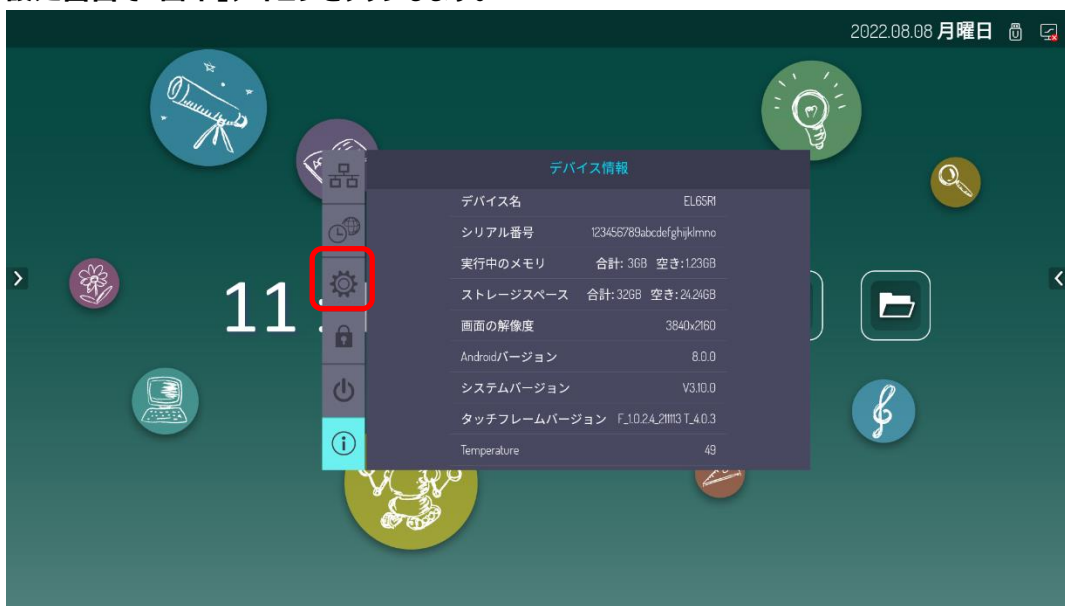 2022.08.08 月曜日
11:
デバイス情報
デバイス名 EL65R1
シリアル番号 123456789abcdefghijklmno
実行中のメモリ 合計: 3GB 空き:1.23GB
ストレージスペース 合計: 32GB 空き: 24.24GB
画面の解像度 3840x2160
Androidバージョン 8.0.0
システムバージョン V3.10.0
タッチフレームバージョン F_1.0.2.4_211113 T_4.0.3
Temperature 49